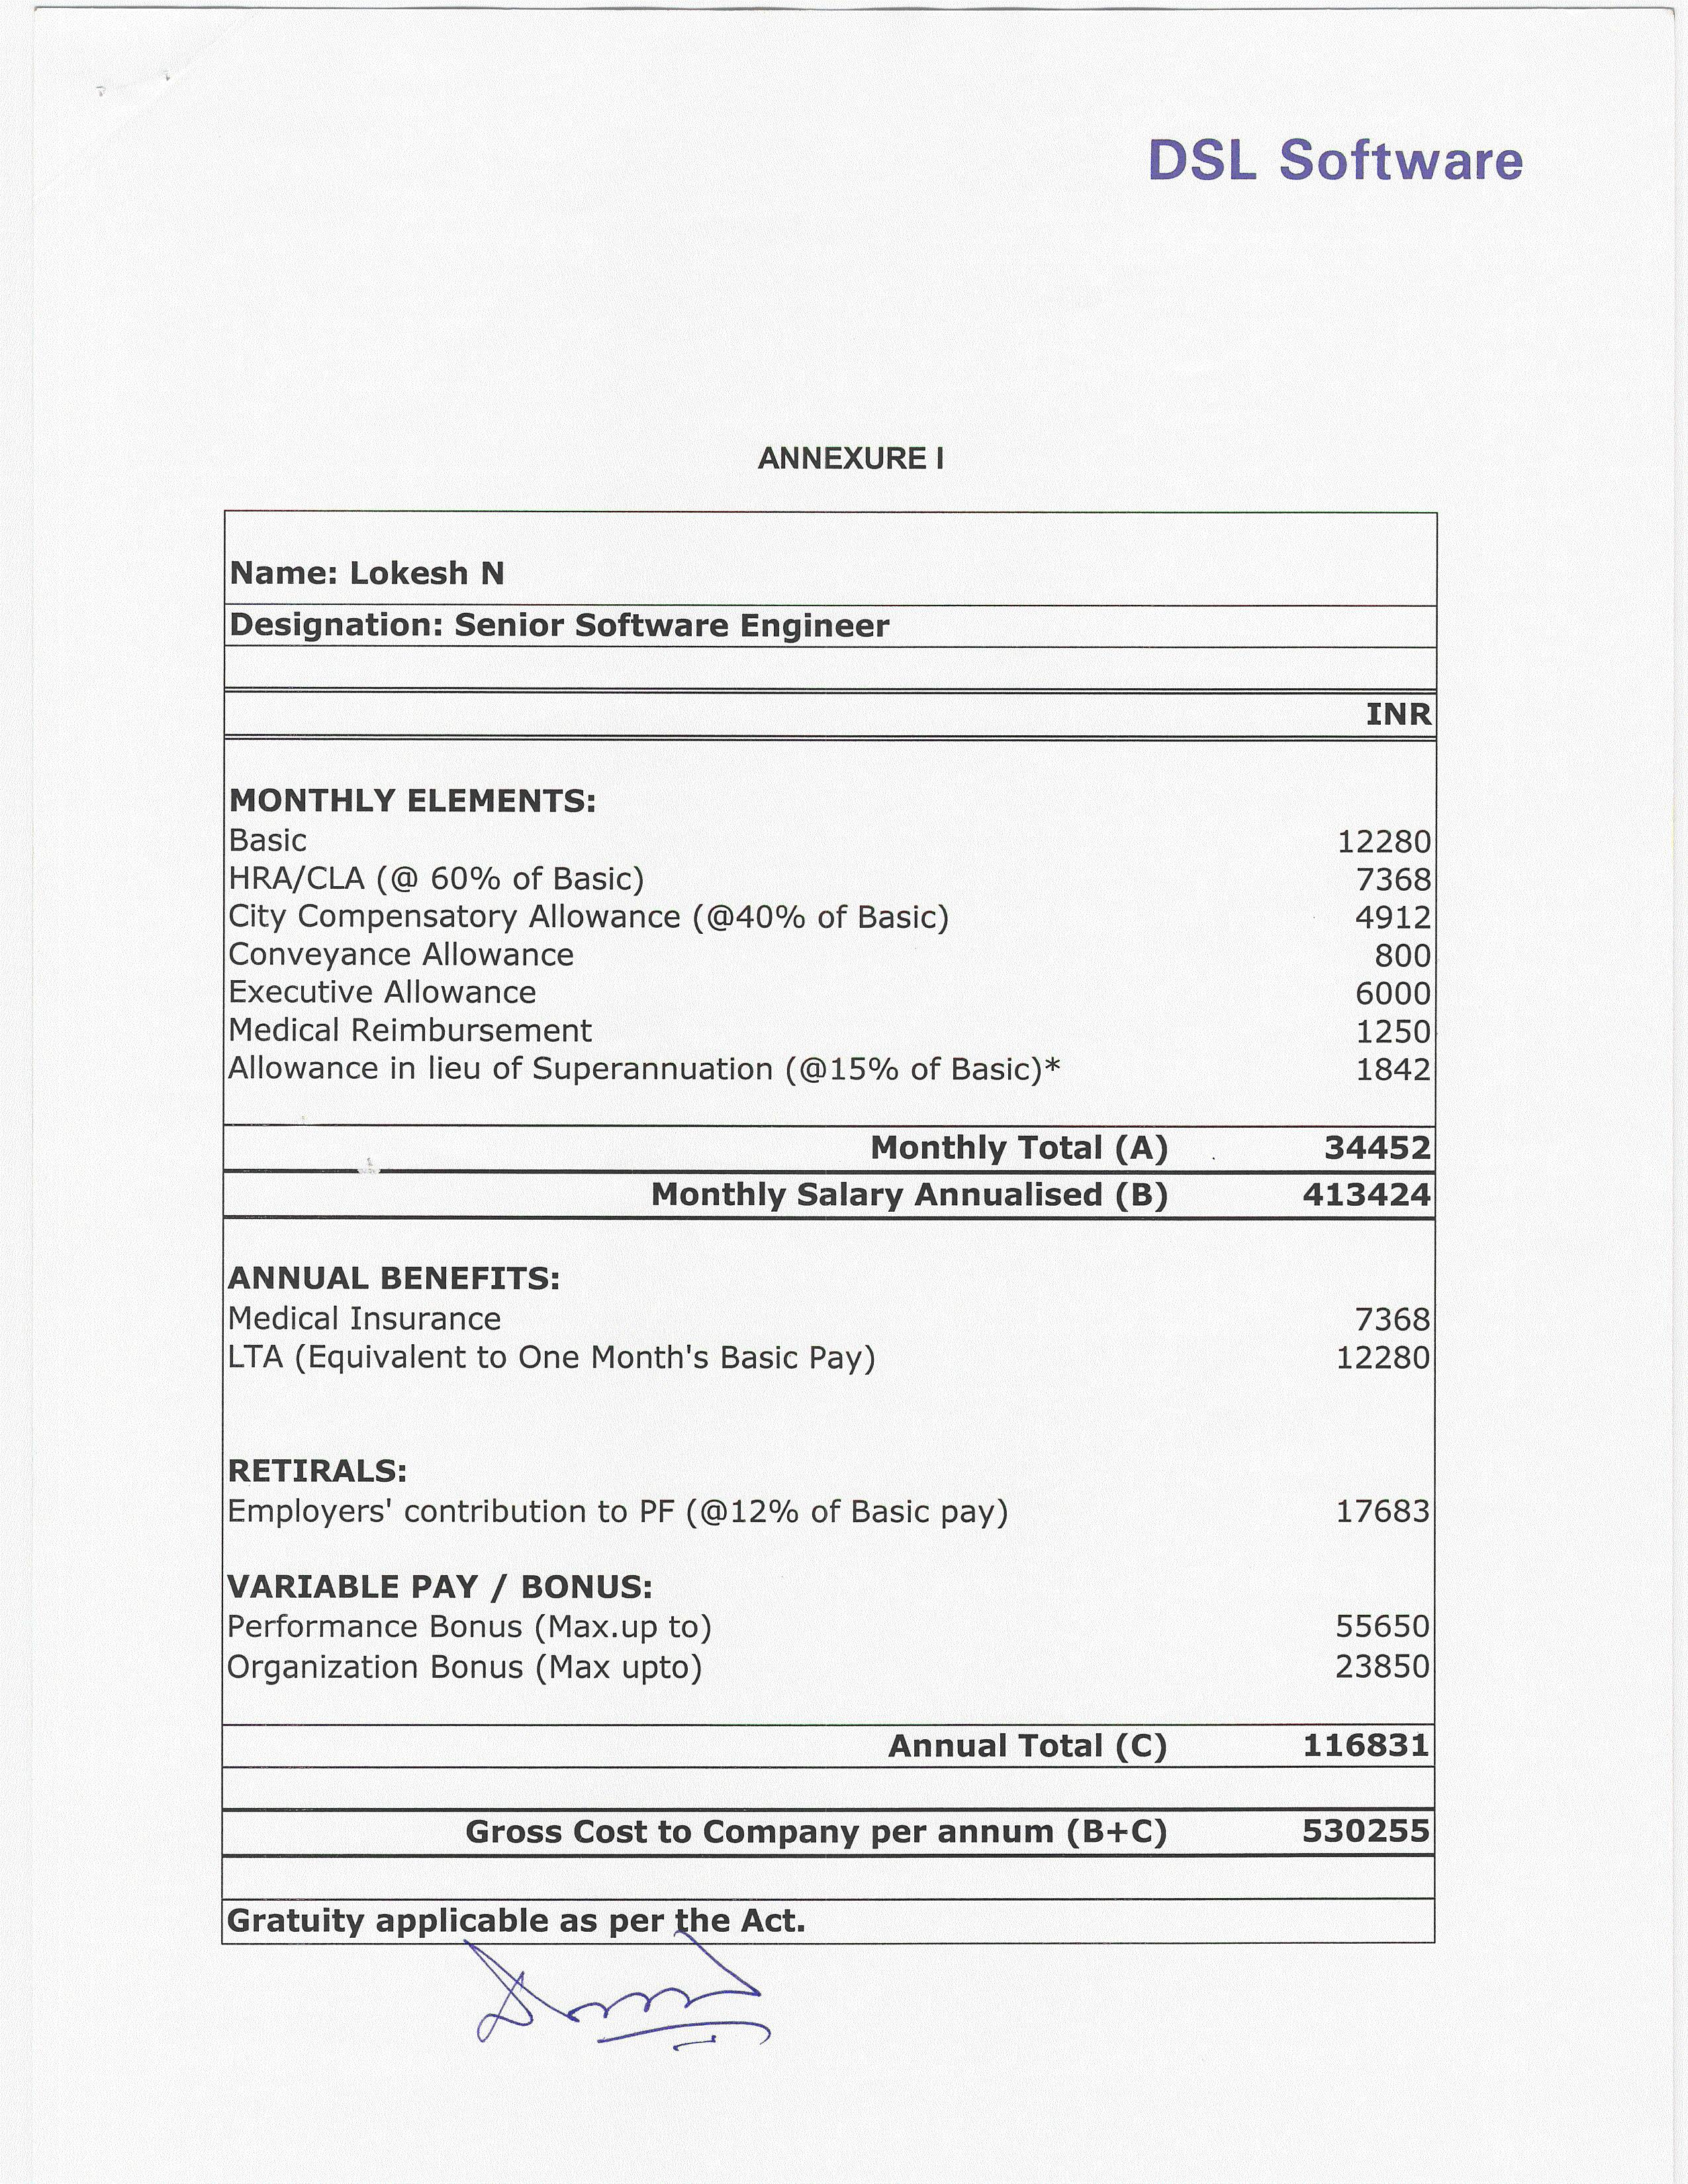 DSL Software
ANNEXURE I
Name: Lokesh N
Designation: Senior Software Engineer
INR
MONTHLY ELEMENTS:
Basic 12280
HRA/CLA (@ 60% of Basic) 7368
City Compensatory Allowance (@40% of Basic) 4912
Conveyance Allowance 800
Executive Allowance 6000
Medical Reimbursement 1250
Allowance in lieu of Superannuation (@15% of Basic)* 1842
Monthly Total (A) 34452
Monthly Salary Annualised (B) 413424
ANNUAL BENEFITS:
Medical Insurance 7368
LTA (Equivalent to One Month's Basic Pay) 12280
RETIRALS:
Employers' contribution to PF (@12% of Basic pay) 17683
VARIABLE PAY / BONUS:
Performance Bonus (Max.up to) 55650
Organization Bonus (Max upto) 23850
Annual Total (C) 116831
Gross Cost to Company per annum (B+C) 530255
Gratuity applicable as per the Act.